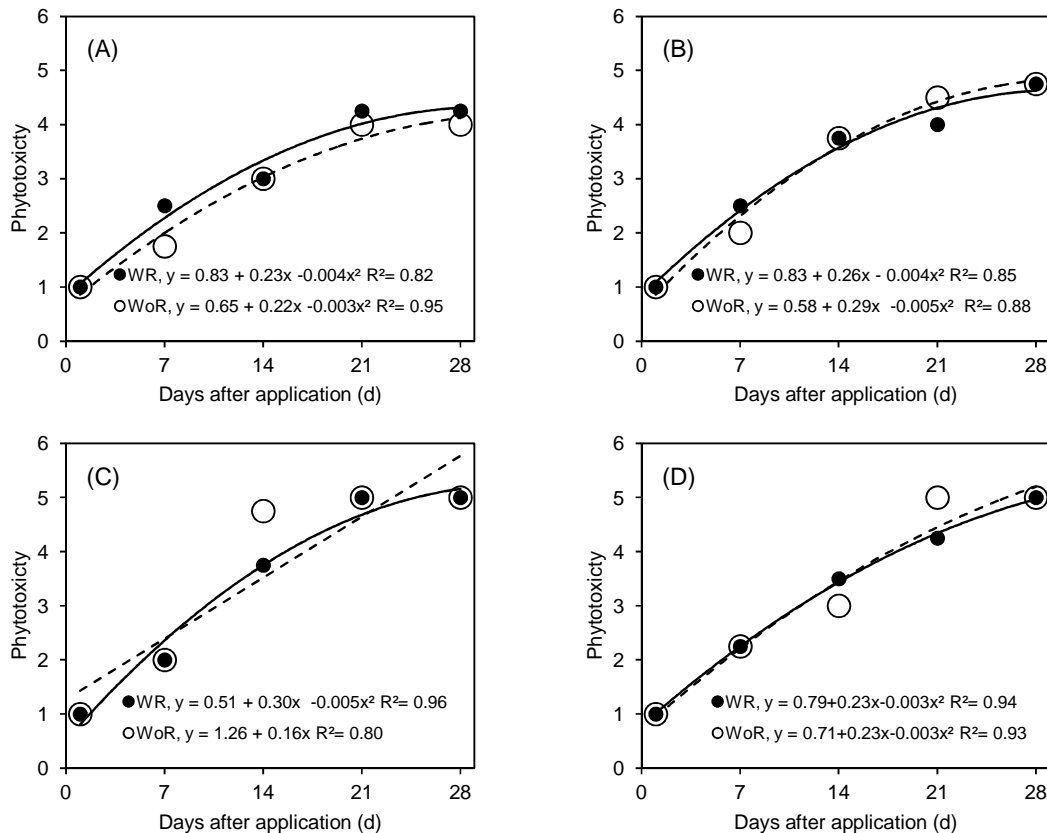 (A)
6
5
4
3
2
1
0
Phytotoxicty
WR, y = 0.83 + 0.23x -0.004x² R²= 0.82
WoR, y = 0.65 + 0.22x -0.003x² R²= 0.95
0 7 14 21 28
Days after application (d)
(B)
6
5
4
3
2
1
0
Phytotoxicty
WR, y = 0.83 + 0.26x - 0.004x² R²= 0.85
WoR, y = 0.58 + 0.29x -0.005x² R²= 0.88
0 7 14 21 28
Days after application (d)
(C)
6
5
4
3
2
1
0
Phytotoxicty
WR, y = 0.51 + 0.30x -0.005x² R²= 0.96
WoR, y = 1.26 + 0.16x R²= 0.80
0 7 14 21 28
Days after application (d)
(D)
6
5
4
3
2
1
0
Phytotoxicty
WR, y = 0.79+0.23x-0.003x² R²= 0.94
WoR, y = 0.71+0.23x-0.003x² R²= 0.93
0 7 14 21 28
Days after application (d)